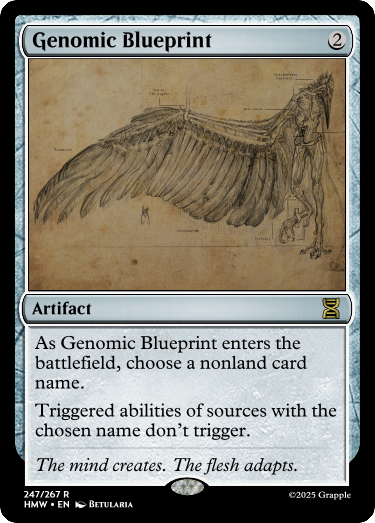 Genomic Blueprint
2
Artifact
As Genomic Blueprint enters the
battlefield, choose a nonland card
name.
Triggered abilities of sources with the
chosen name don't trigger.
The mind creates. The flesh adapts.
247/267 R
HMW • EN BETULARIA
©2025 Grapple